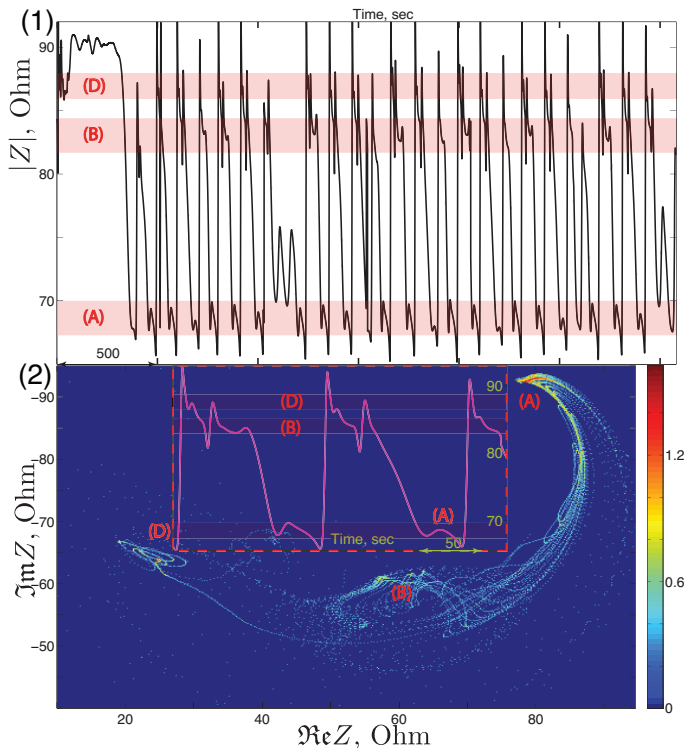 (1)
Time, sec
90
(D)
(B)
|Z|, Ohm
80
70
(A)
500
(2)
−90
90
(D)
(A)
(B)
1.2
−80
80
ℑmZ, Ohm
−70
70
(A)
(D)
Time, sec
50
0.6
−60
(B)
−50
0
20
40
60
80
ℜeZ, Ohm